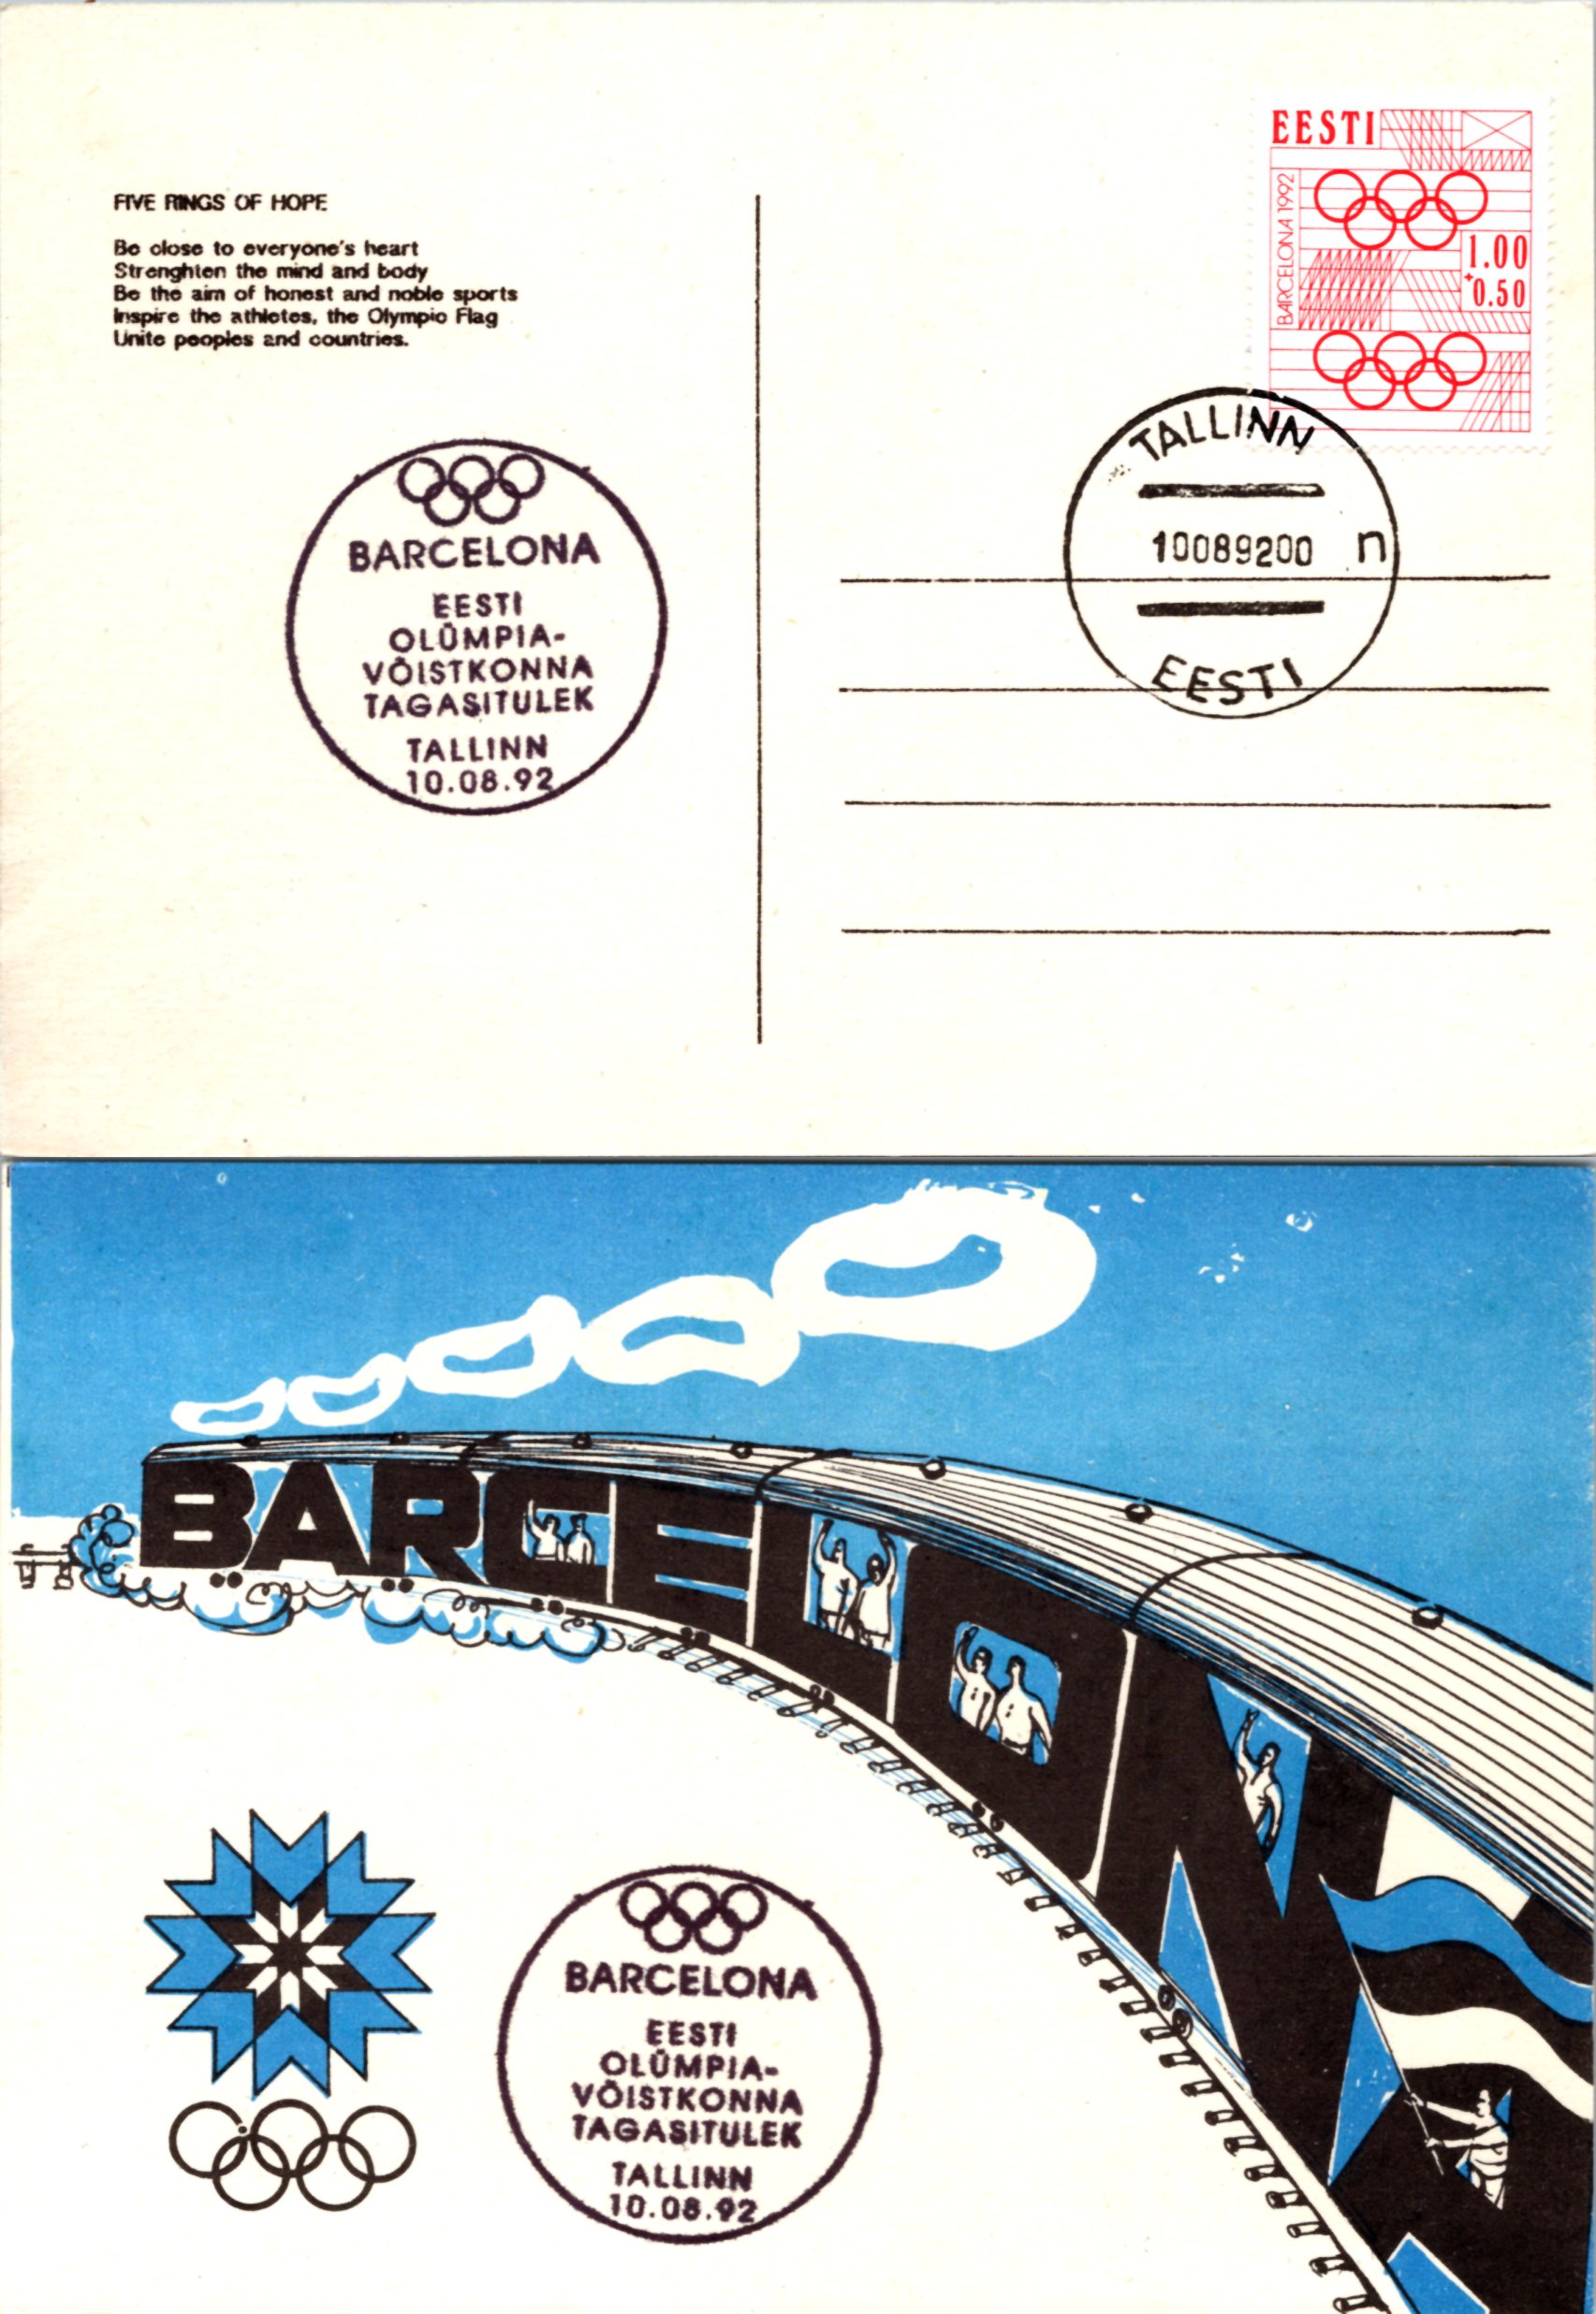 FIVE RINGS OF HOPE
Be close to everyone's heart
Strenghten the mind and body
Be the aim of honest and noble sports
Inspire the athletes, the Olympic Flag
Unite peoples and countries.
EESTI
BARCELONA 1992
1.00
+0.50
TALLINN
10089200 n
EESTI
BARCELONA
EESTI
OLÜMPIA-
VÕISTKONNA
TAGASITULEK
TALLINN
10.08.92
BARCELONA
BARCELONA
EESTI
OLÜMPIA-
VÕISTKONNA
TAGASITULEK
TALLINN
10.08.92